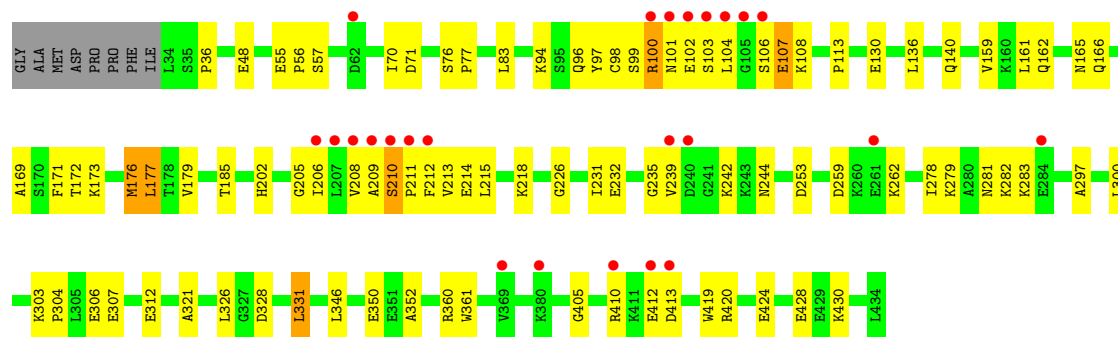 GLY ALA MET ASP PRO PRO PHE ILE L34 S35 P36 E48 E55 P56 S57 D62 I70 D71 S76 P77 L83 K94 S95 Q96 Y97 C98 S99 R100 N101 E102 S103 L104 G105 S106 E107 K108 P113 E130 L136 Q140 V159 K160 L161 Q162 N165 Q166
A169 S170 F171 T172 K173 M176 L177 T178 V179 T185 H202 G205 I206 L207 V208 A209 S210 P211 F212 V213 E214 L215 K218 G226 I231 E232 G235 V239 D240 G241 K242 K243 N244 D253 D259 K260 E261 K262 I278 K279 A280 N281 K282 K283 E284 A297
K303 P304 L305 E306 E307 E312 A321 L326 G327 D328 L331 L346 E350 E351 A352 R360 W361 V369 K380 G405 R410 K411 E412 D413 W419 R420 E424 E428 E429 K430 L434